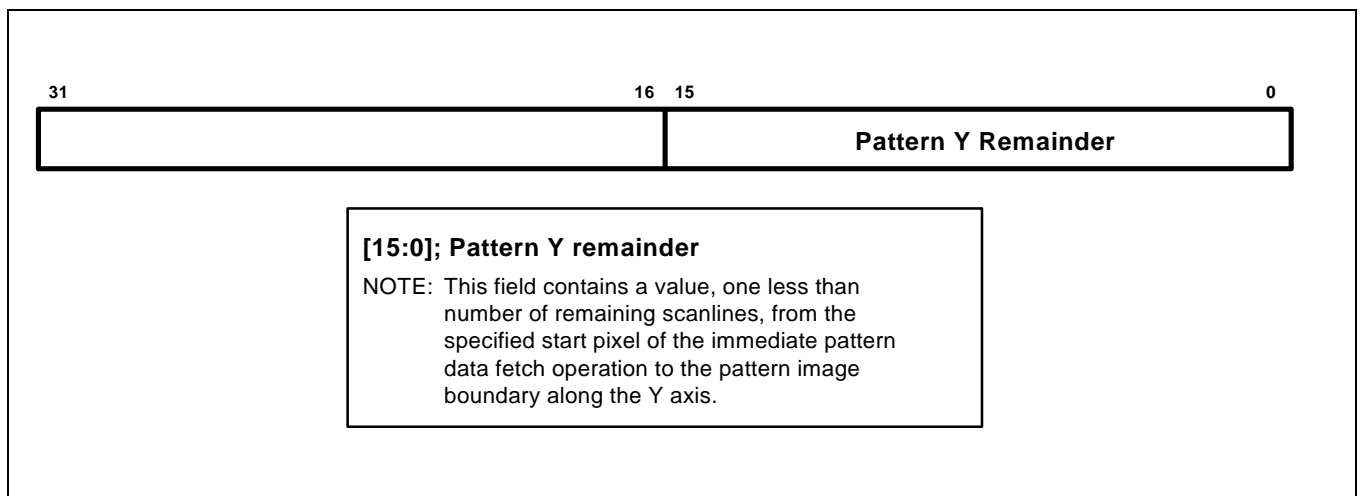 31 16 15 0
Pattern Y Remainder
[15:0]; Pattern Y remainder
NOTE: This field contains a value, one less than
number of remaining scanlines, from the
specified start pixel of the immediate pattern
data fetch operation to the pattern image
boundary along the Y axis.